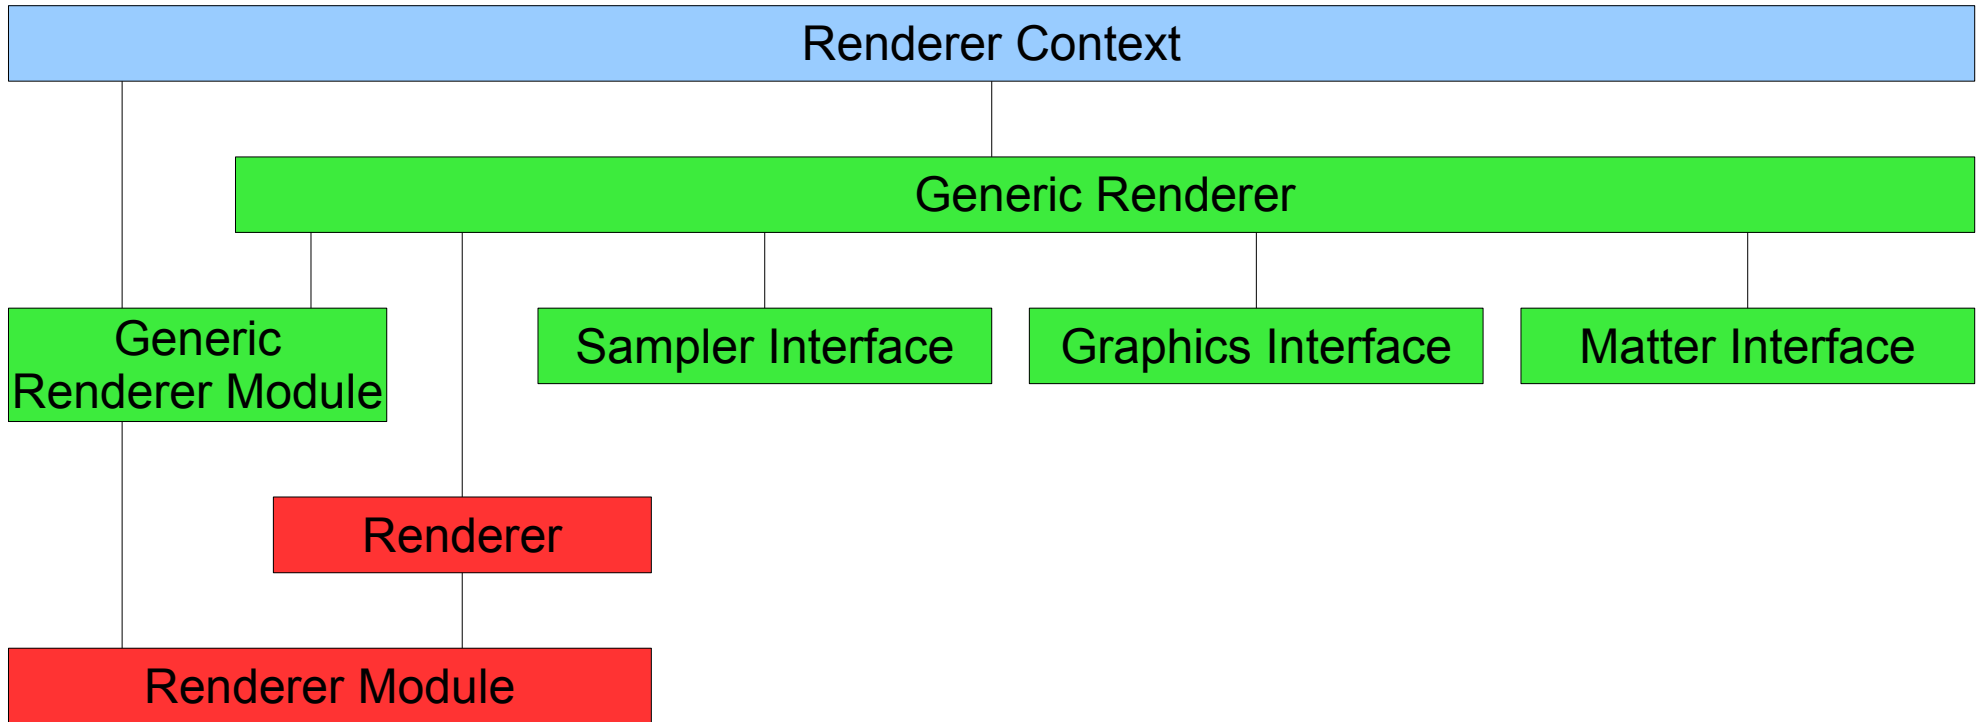 Renderer Context
Generic Renderer
Generic
Renderer Module
Sampler Interface
Graphics Interface
Matter Interface
Renderer
Renderer Module